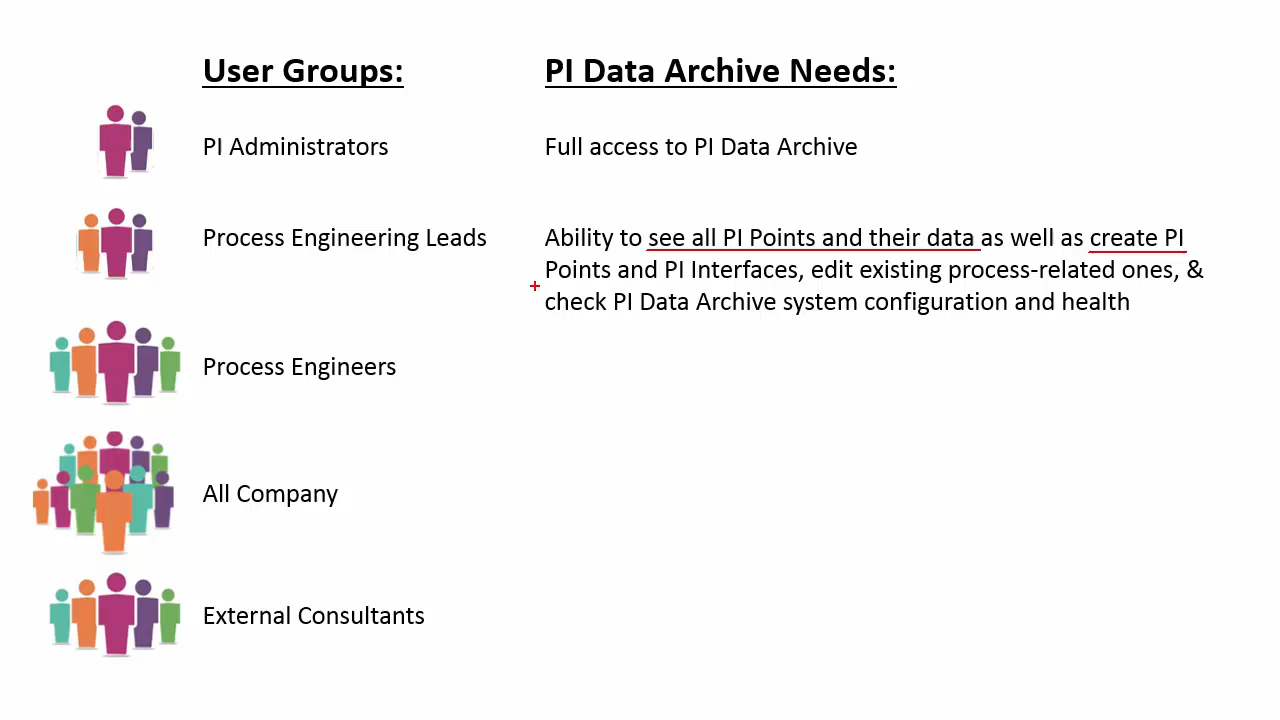 User Groups:
PI Data Archive Needs:
PI Administrators
Full access to PI Data Archive
Process Engineering Leads
Ability to see all PI Points and their data as well as create PI
Points and PI Interfaces, edit existing process-related ones, &
check PI Data Archive system configuration and health
Process Engineers
All Company
External Consultants